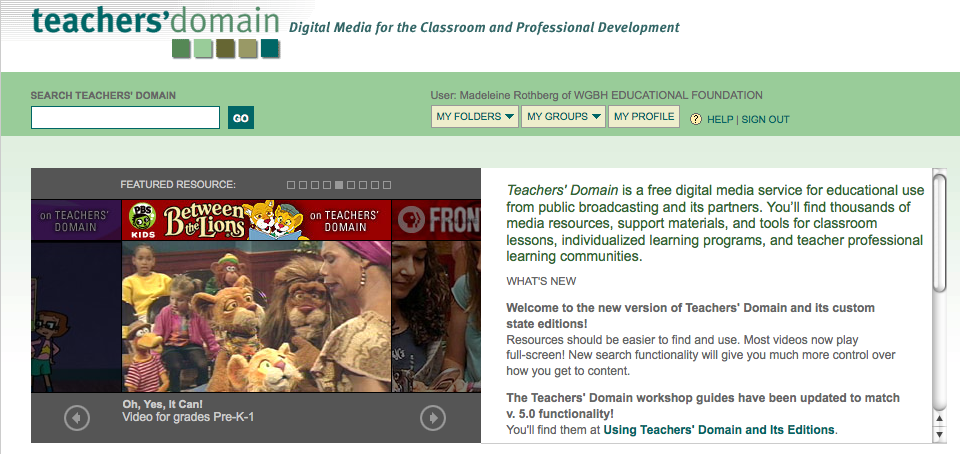 teachers'domain Digital Media for the Classroom and Professional Development
SEARCH TEACHERS' DOMAIN
GO
User: Madeleine Rothberg of WGBH EDUCATIONAL FOUNDATION
MY FOLDERS MY GROUPS MY PROFILE ? HELP | SIGN OUT
FEATURED RESOURCE:
on TEACHERS'
DOMAIN
PBS
KIDS
Between
the Lions
on TEACHERS'
DOMAIN
FRON
Oh, Yes, It Can!
Video for grades Pre-K-1
Teachers' Domain is a free digital media service for educational use
from public broadcasting and its partners. You'll find thousands of
media resources, support materials, and tools for classroom
lessons, individualized learning programs, and teacher professional
learning communities.
WHAT'S NEW
Welcome to the new version of Teachers' Domain and its custom
state editions!
Resources should be easier to find and use. Most videos now play
full-screen! New search functionality will give you much more control over
how you get to content.
The Teachers' Domain workshop guides have been updated to match
v. 5.0 functionality!
You'll find them at Using Teachers' Domain and Its Editions.